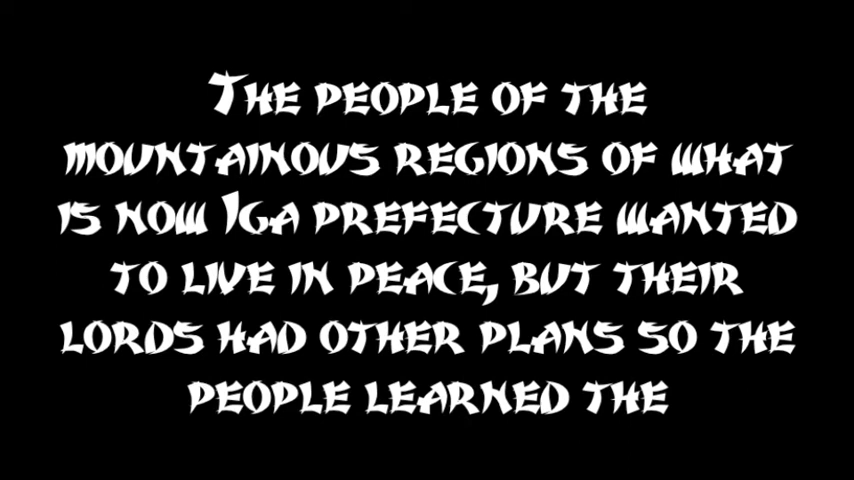 The people of the
mountainous regions of what
is now Iga prefecture wanted
to live in peace, but their
lords had other plans so the
people learned the